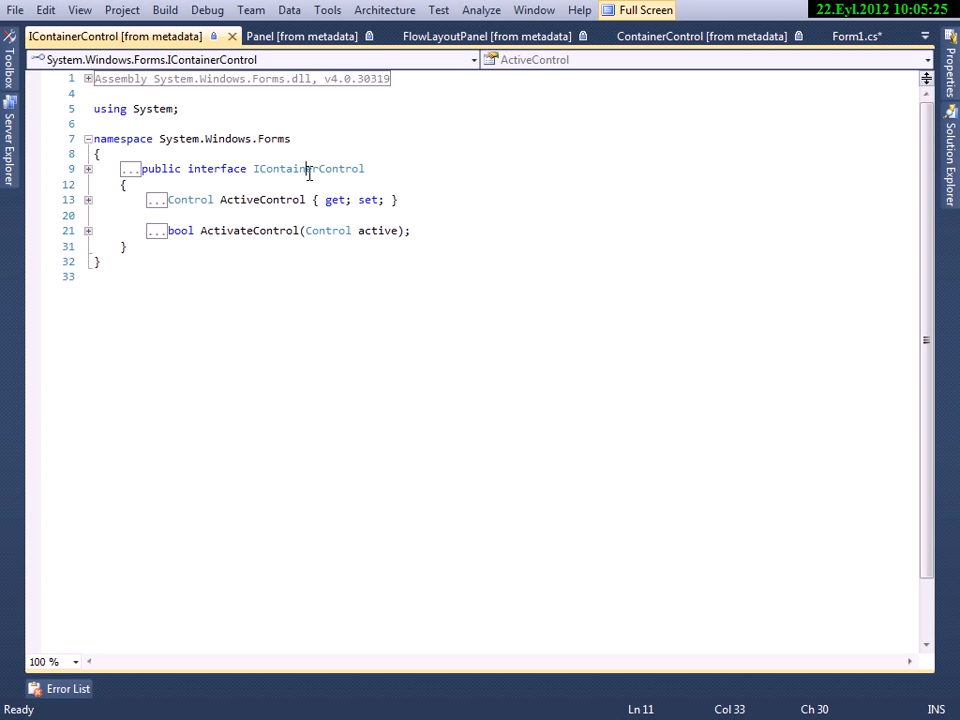 File Edit View Project Build Debug Team Data Tools Architecture Test Analyze Window Help Full Screen 22.Eyl.2012 10:05:25
IContainerControl [from metadata] Panel [from metadata] FlowLayoutPanel [from metadata] ContainerControl [from metadata] Form1.cs*
System.Windows.Forms.IContainerControl ActiveControl
Toolbox
Server Explorer
Properties
Solution Explorer
1 Assembly System.Windows.Forms.dll, v4.0.30319
4
5 using System;
6
7 namespace System.Windows.Forms
8 {
9 ...public interface IContainerControl
12 {
13 ...Control ActiveControl { get; set; }
20
21 ...bool ActivateControl(Control active);
31 }
32 }
33
100 %
Error List
Ready Ln 11 Col 33 Ch 30 INS